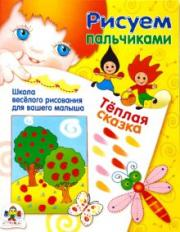 Рисуем
пальчиками
Школа
весёлого рисования
для вашего малыша
Тёплая
сказка